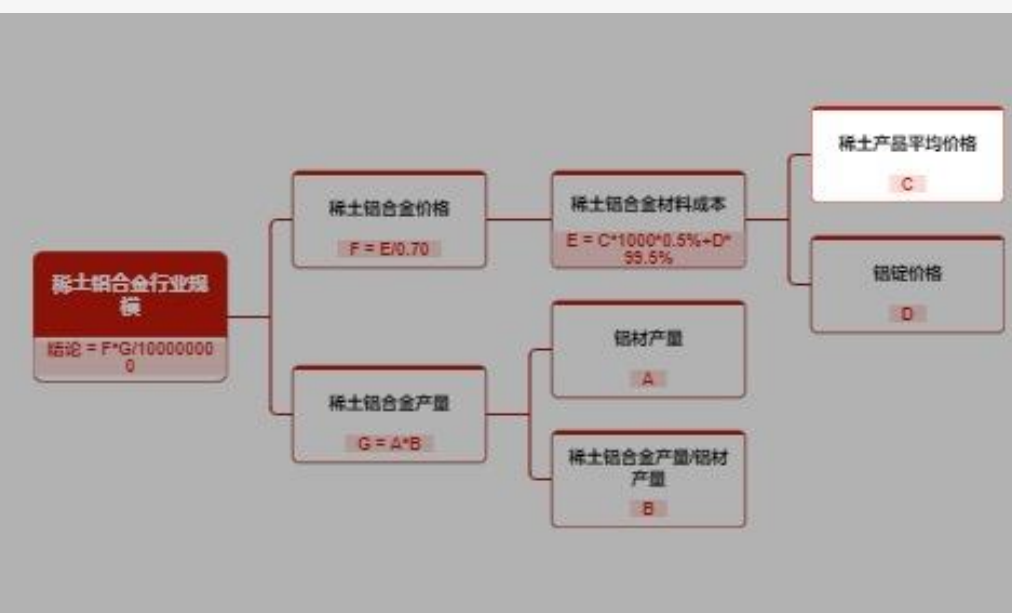 稀土产品平均价格
C
稀土铝合金价格
F = E/0.70
稀土铝合金材料成本
E = C*1000*0.5%+D*
99.5%
铝锭价格
D
稀土铝合金行业规
模
结论 = F*G/10000000
0
铝材产量
A
稀土铝合金产量
G = A*B
稀土铝合金产量/铝材
产量
B